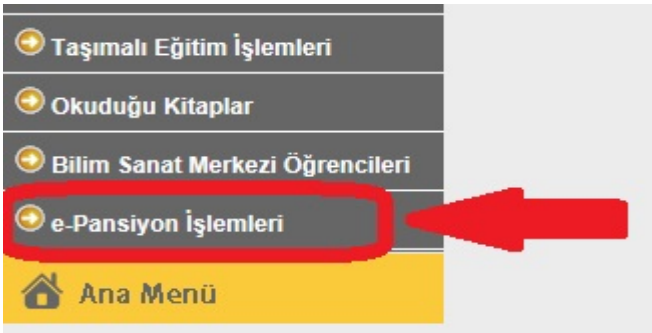 Taşımalı Eğitim İşlemleri
Okuduğu Kitaplar
Bilim Sanat Merkezi Öğrencileri
e-Pansiyon İşlemleri
Ana Menü